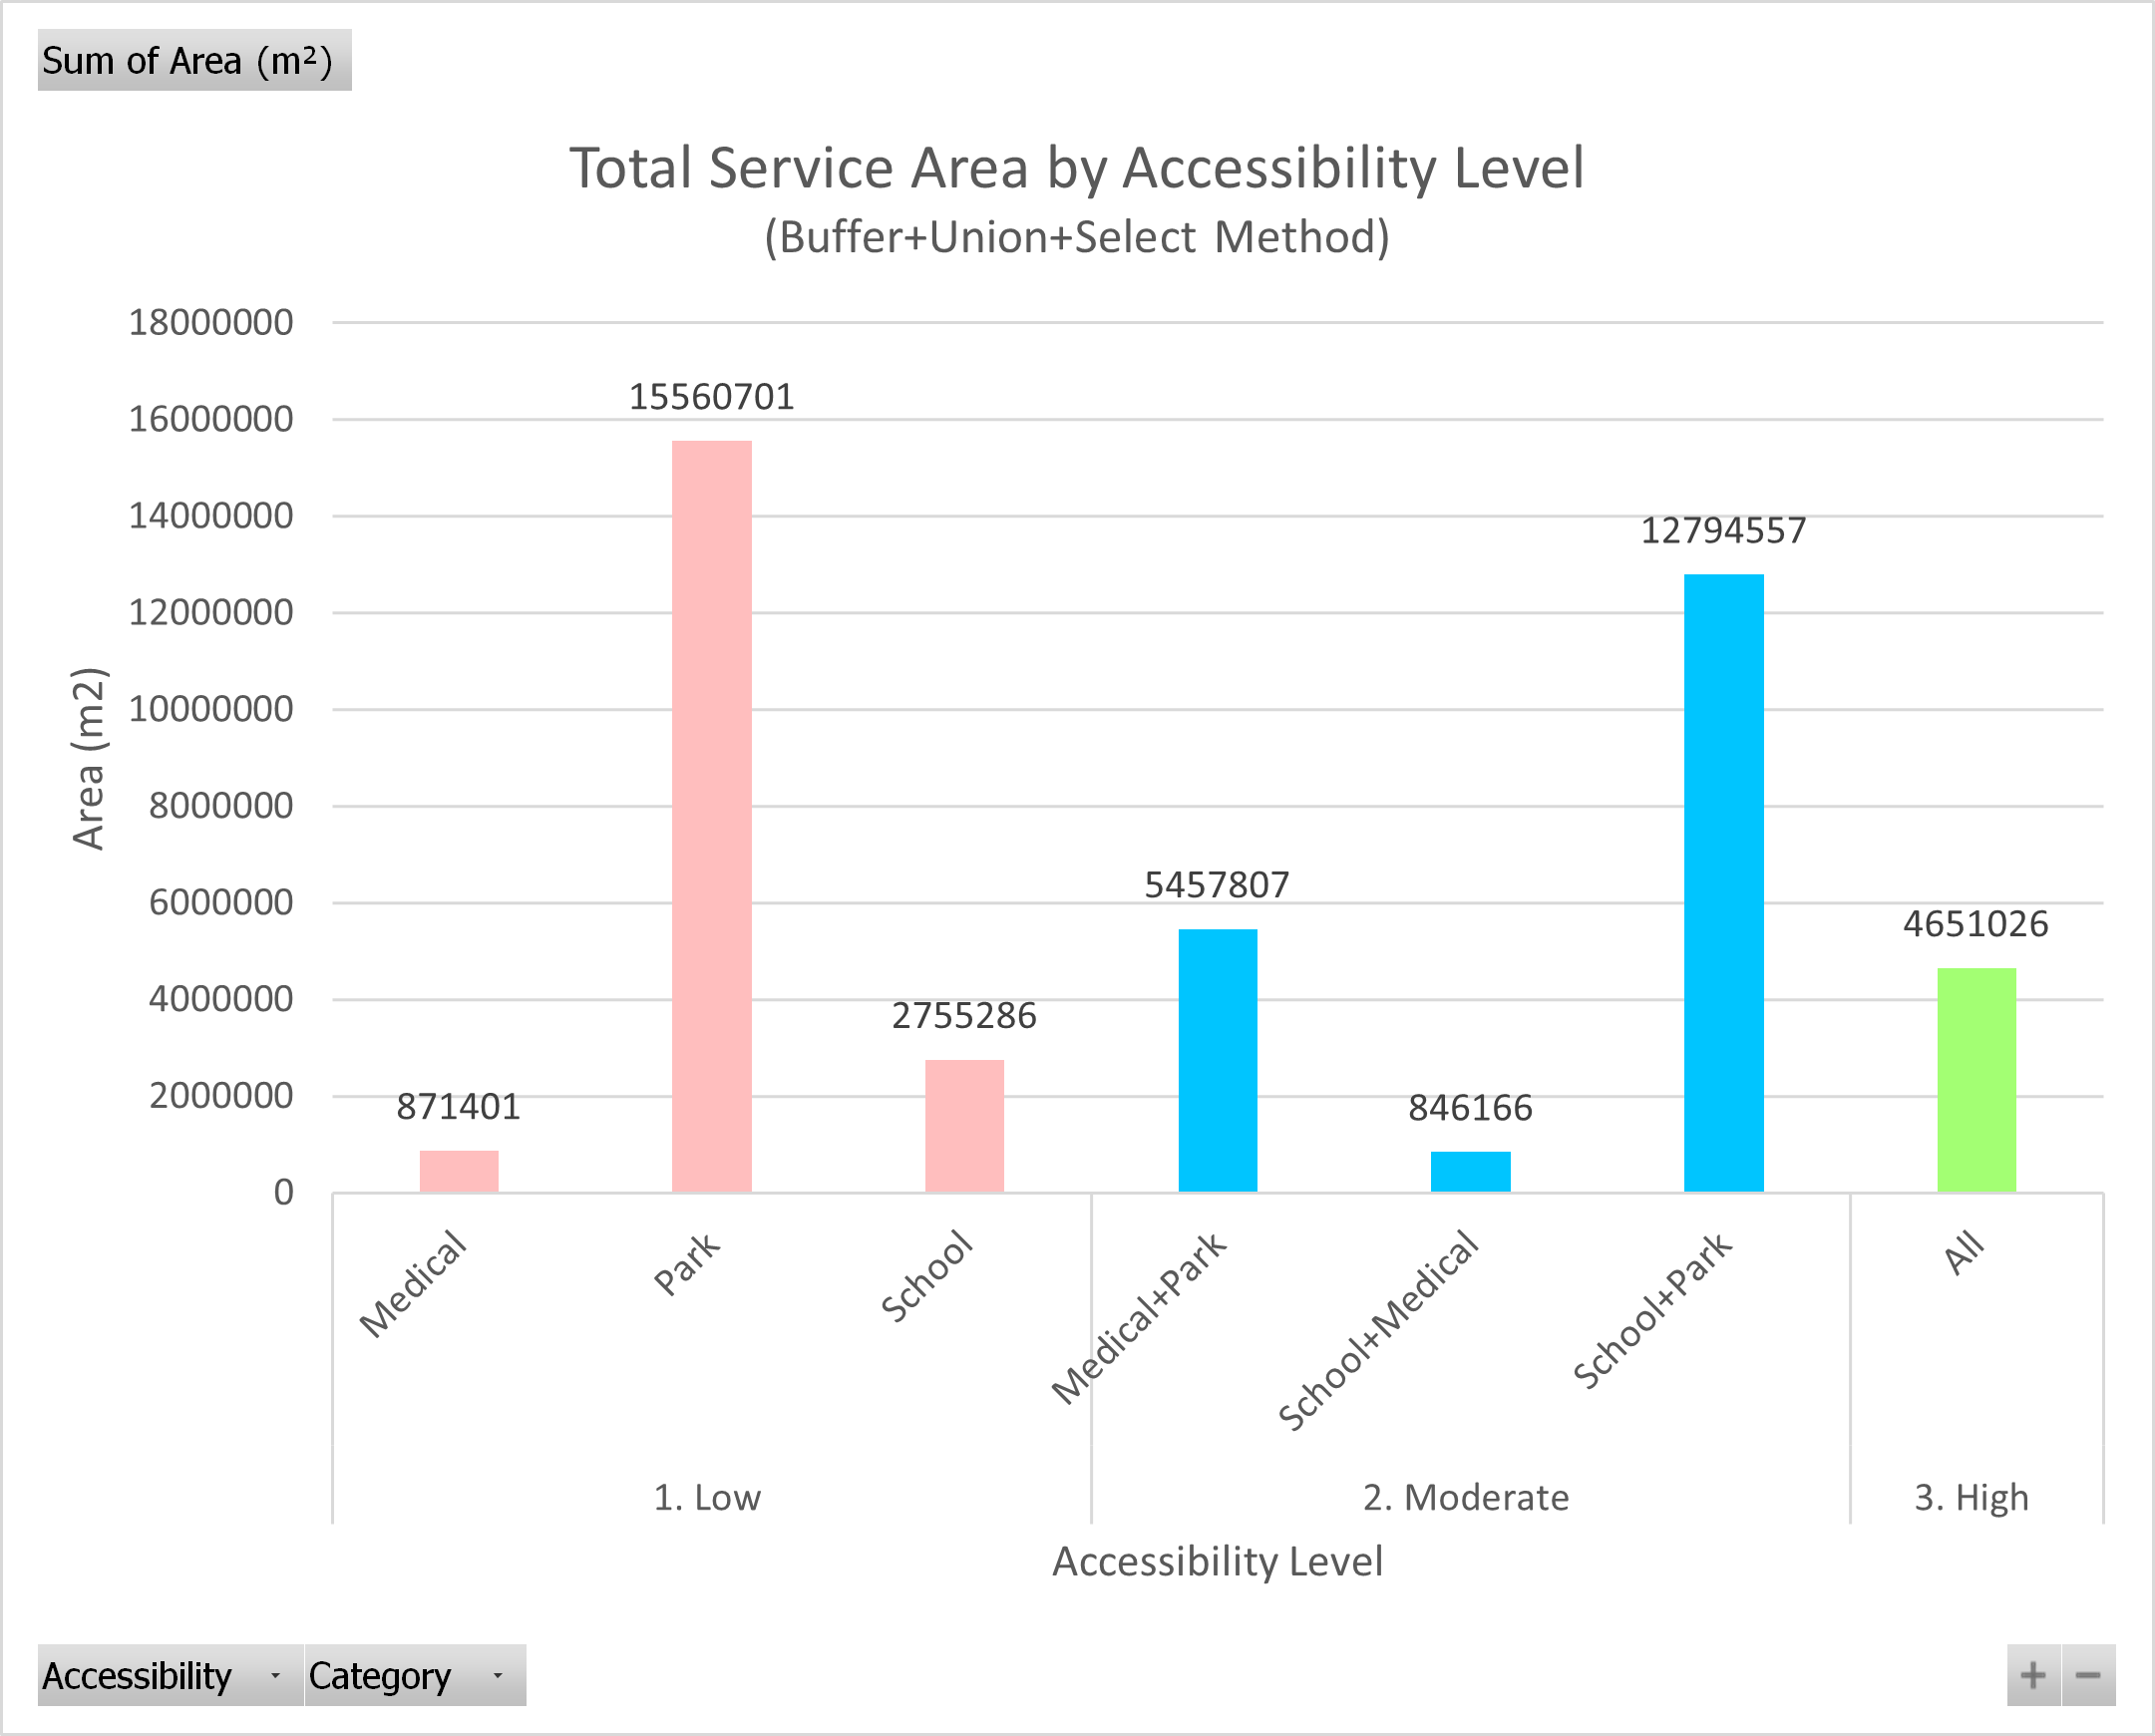 Sum of Area (m²)
Total Service Area by Accessibility Level
(Buffer+Union+Select Method)
18000000
16000000
14000000
12000000
10000000
8000000
6000000
4000000
2000000
0
Area (m2)
871401
15560701
2755286
5457807
846166
12794557
4651026
Medical
Park
School
Medical+Park
School+Medical
School+Park
All
1. Low
2. Moderate
3. High
Accessibility Level
Accessibility
Category
+ −